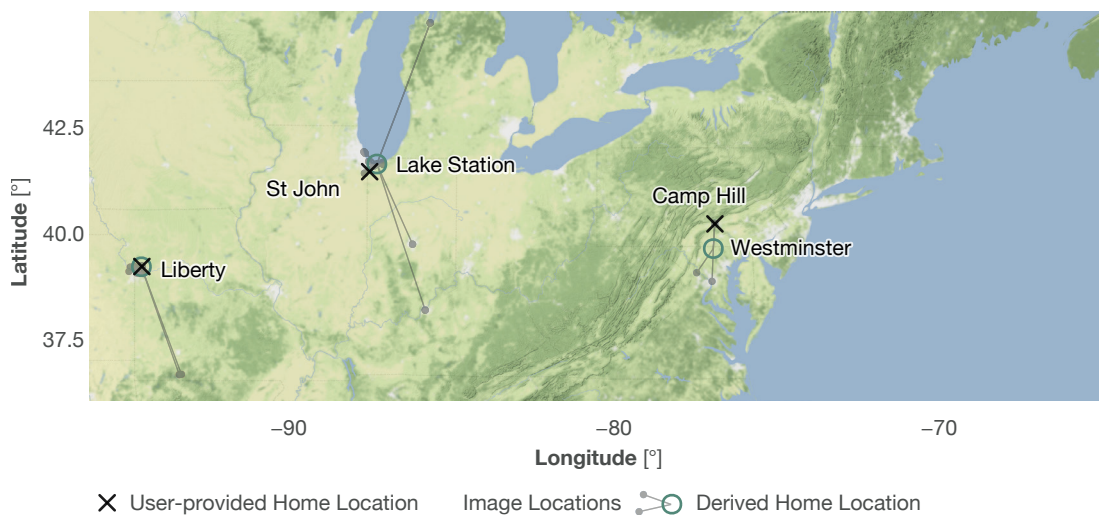 42.5
40.0
37.5
Latitude [°]
Lake Station
St John
Camp Hill
Westminster
Liberty
−90
−80
−70
Longitude [°]
User-provided Home Location
Image Locations
Derived Home Location